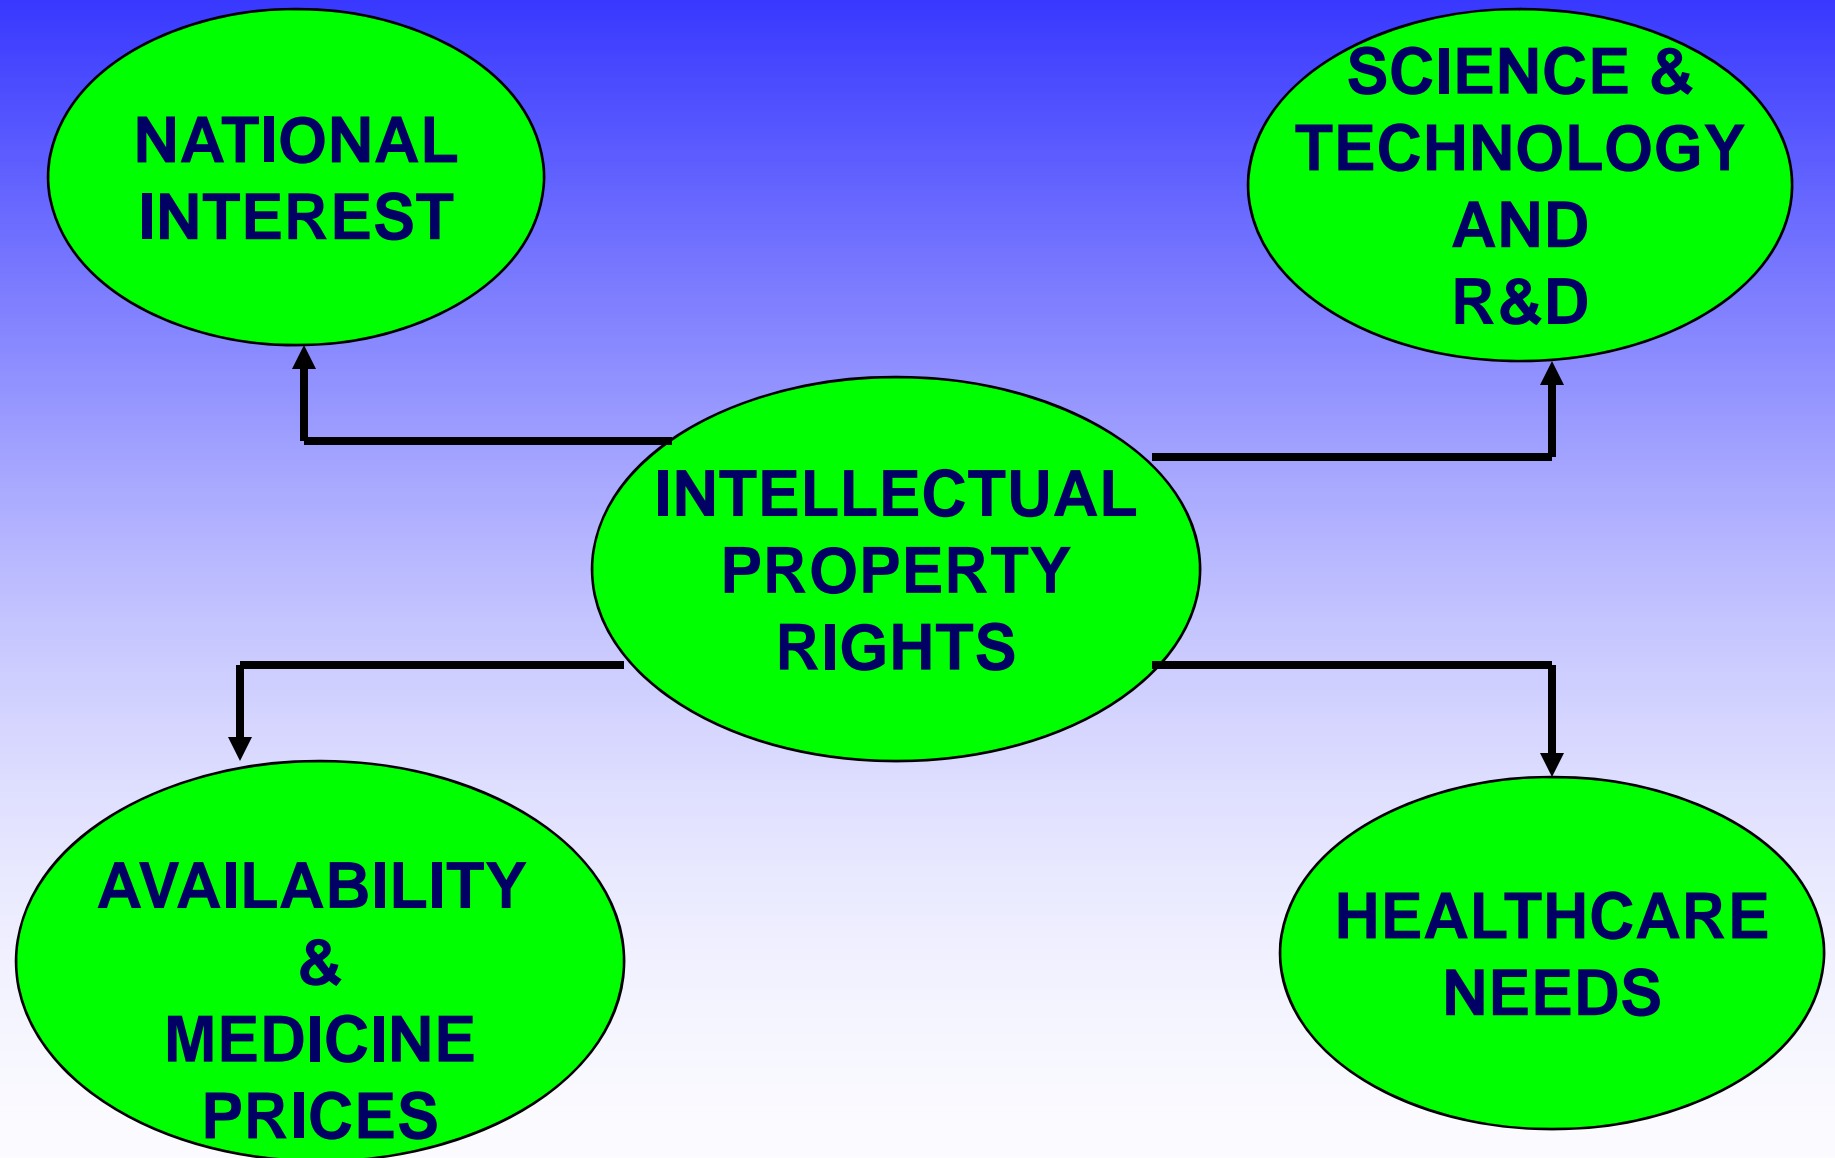 NATIONAL
INTEREST
SCIENCE &
TECHNOLOGY
AND
R&D
INTELLECTUAL
PROPERTY
RIGHTS
AVAILABILITY
&
MEDICINE
PRICES
HEALTHCARE
NEEDS